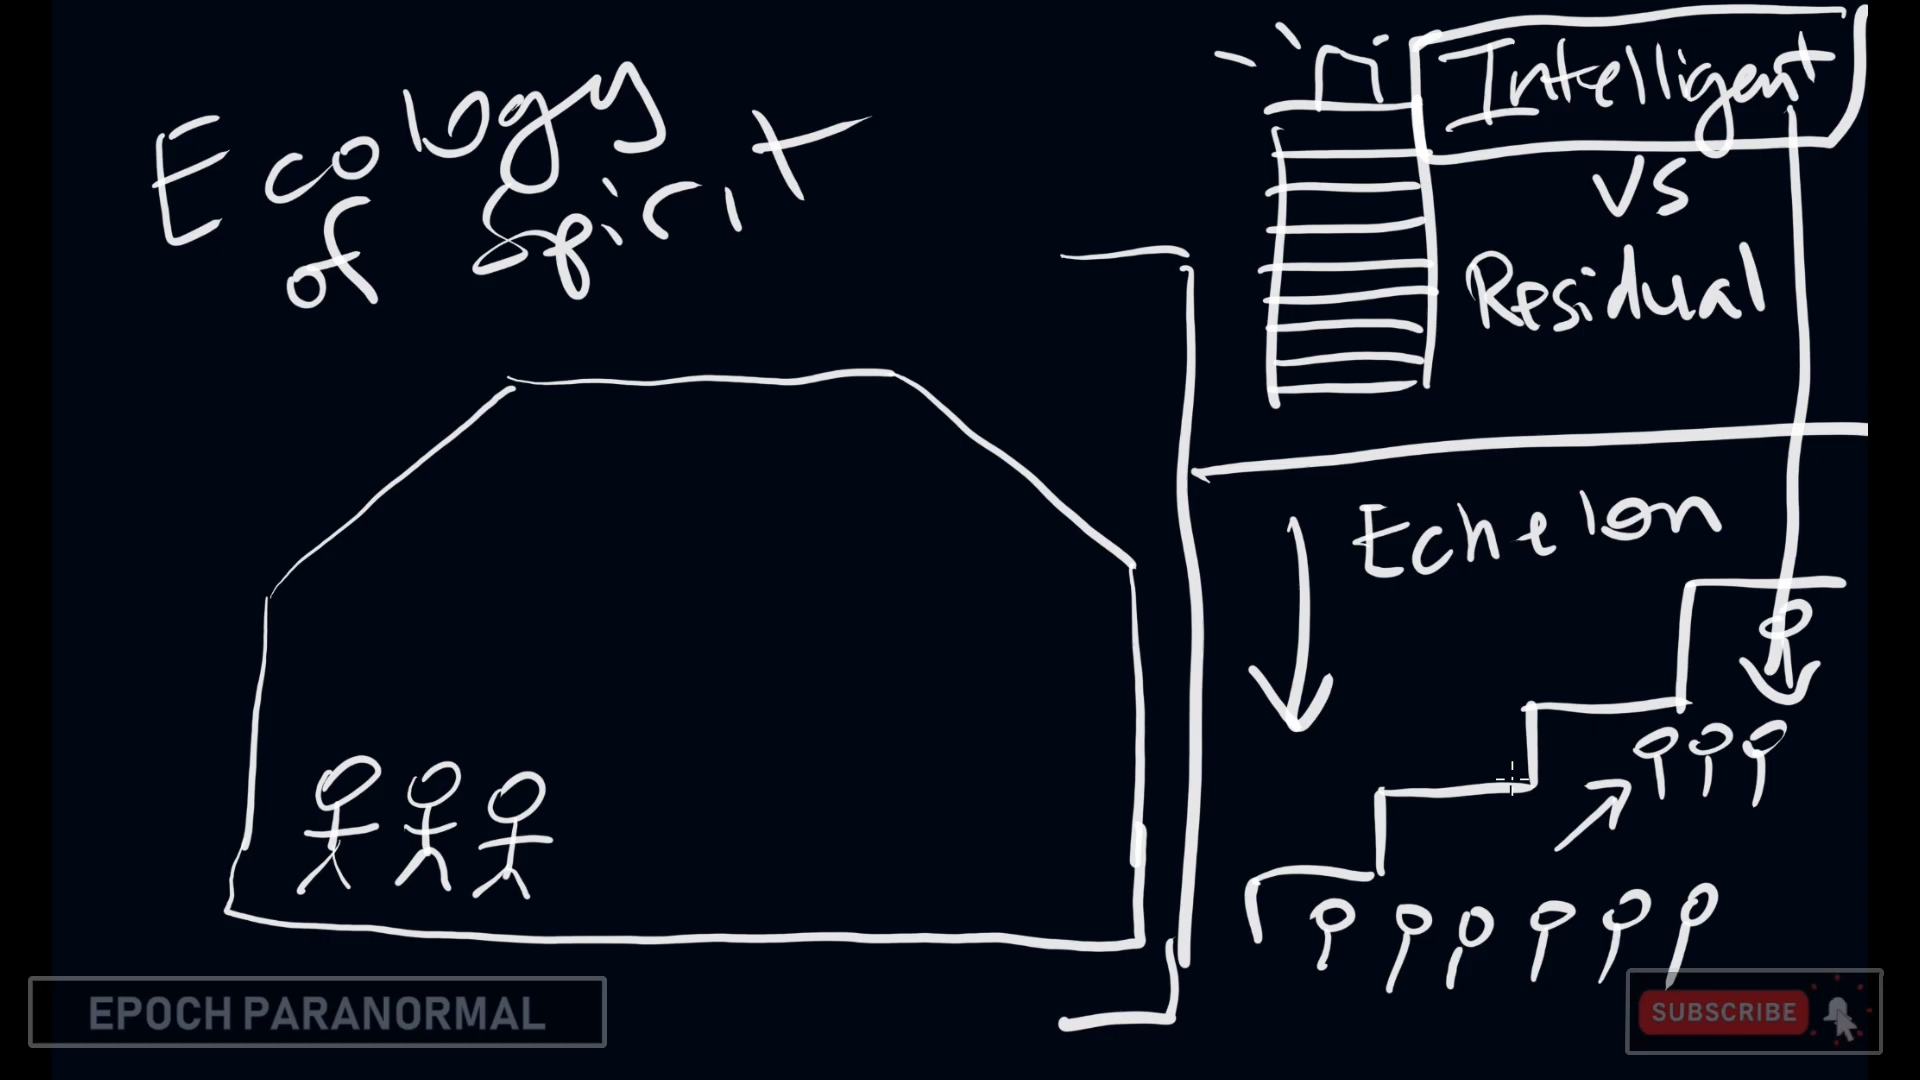 Ecology
of Spirit
Intelligent
vs
Residual
Echelon
EPOCH PARANORMAL
SUBSCRIBE